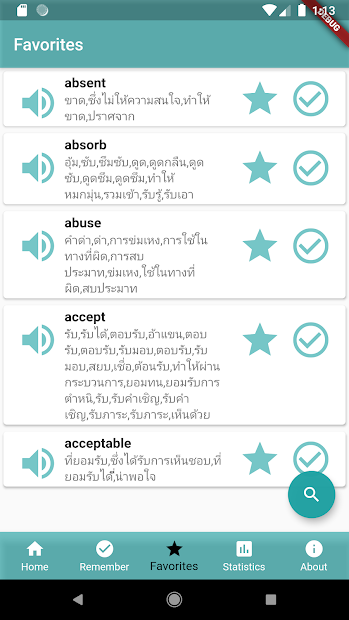 1:13
DEBUG
Favorites
absent
ขาด,ซึ่งไม่ให้ความสนใจ,ทำให้
ขาด,ปราศจาก
absorb
อุ้ม,ซับ,ซึมซับ,ดูด,ดูดกลืน,ดูด
ซับ,ดูดซึม,ดูดซึม,ทำให้
หมกมุ่น,รวมเข้า,รับรู้,รับเอา
abuse
คำด่า,ด่า,การข่มเหง,การใช้ใน
ทางที่ผิด,การสบ
ประมาท,ข่มเหง,ใช้ในทางที่
ผิด,สบประมาท
accept
รับ,รับได้,ตอบรับ,อ้าแขน,ตอบ
รับ,ตอบรับ,รับมอบ,ตอบรับ,รับ
มอบ,สยบ,เชื่อ,ต้อนรับ,ทำให้ผ่าน
กระบวนการ,ยอมทน,ยอมรับการ
ตำหนิ,รับ,รับคำเชิญ,รับคำ
เชิญ,รับภาระ,รับภาระ,เห็นด้วย
acceptable
ที่ยอมรับ,ซึ่งได้รับการเห็นชอบ,ที่
ยอมรับได้,น่าพอใจ
Home
Remember
Favorites
Statistics
About